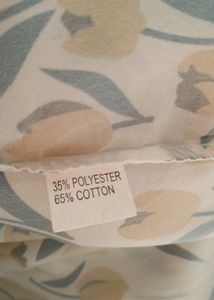 35% POLYESTER
65% COTTON